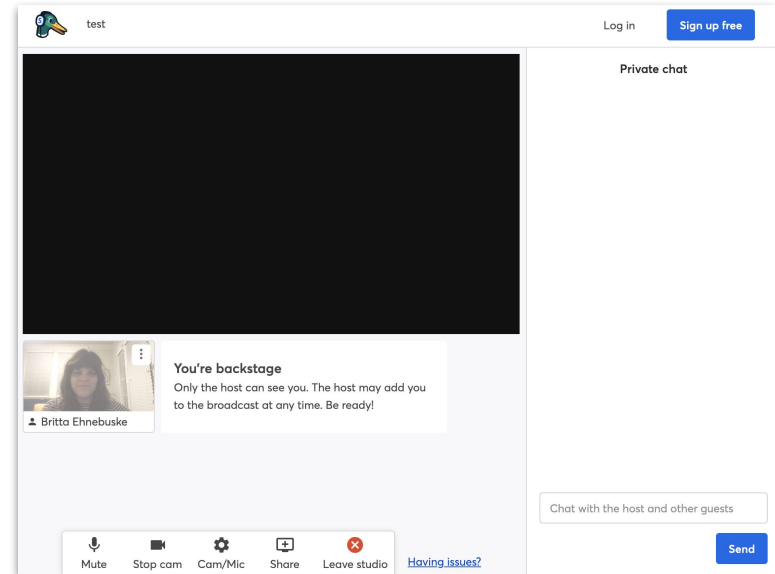 test
Log in
Sign up free
Private chat
You're backstage
Only the host can see you. The host may add you
to the broadcast at any time. Be ready!
Britta Ehnebuske
Chat with the host and other guests
Send
Mute
Stop cam
Cam/Mic
Share
Leave studio
Having issues?